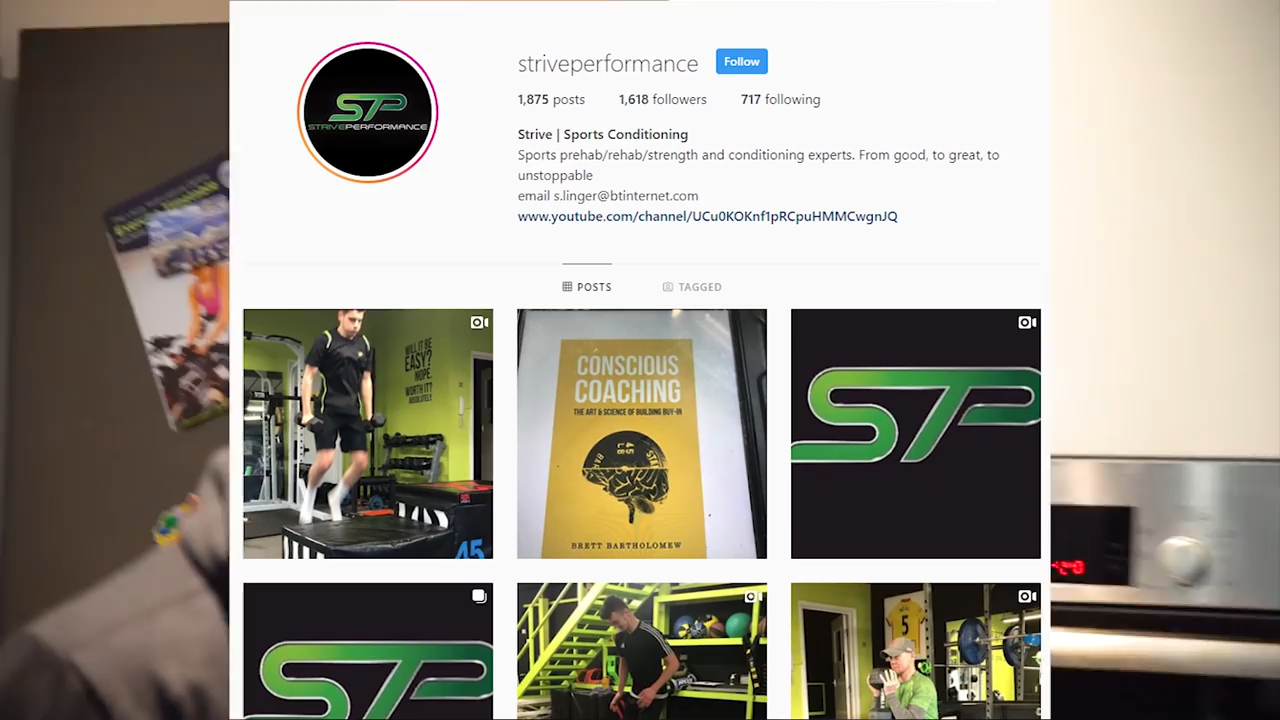 striveperformance
Follow
1,875 posts
1,618 followers
717 following
STP
STRIVEPERFORMANCE
Strive | Sports Conditioning
Sports prehab/rehab/strength and conditioning experts. From good, to great, to
unstoppable
email s.linger@btinternet.com
www.youtube.com/channel/UCu0KOKnf1pRCpuHMMCwgnJQ
POSTS
TAGGED
WILL IT BE
EASY?
NOPE.
WORTH IT?
ABSOLUTELY
45
CONSCIOUS
COACHING
THE ART & SCIENCE OF BUILDING BUY-IN
BRETT BARTHOLOMEW
STP
STP
5